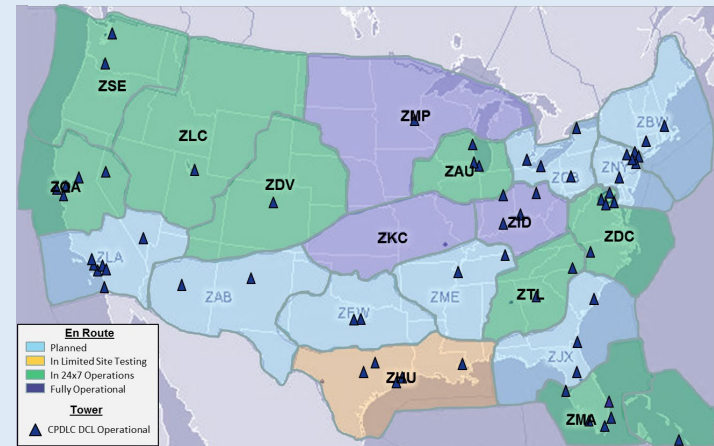 ZSE
ZMP
ZBW
ZLC
ZAU
ZOB
ZNY
ZOA
ZDV
ZID
ZKC
ZDC
ZLA
ZAB
ZFW
ZME
ZTL
ZJX
ZHU
ZMA
En Route
Planned
In Limited Site Testing
In 24x7 Operations
Fully Operational
Tower
CPDLC DCL Operational